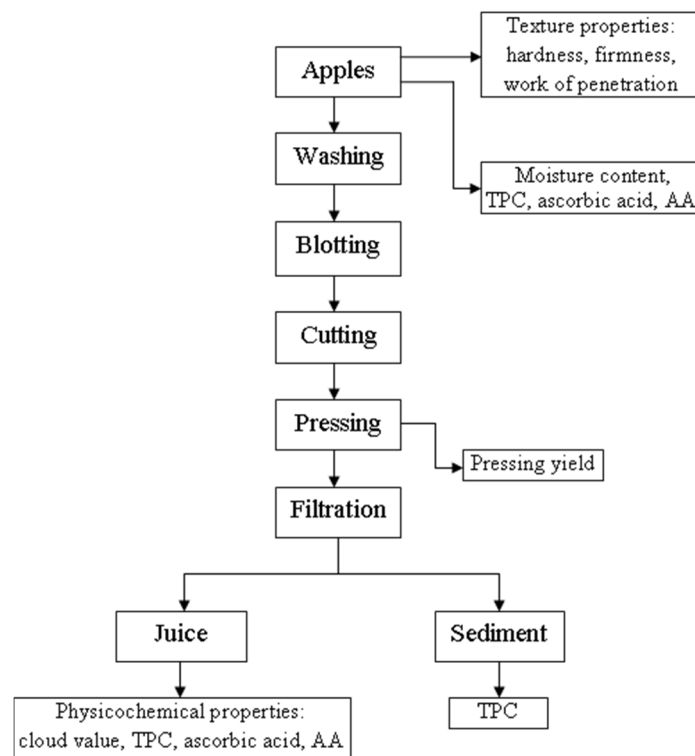 Texture properties:
hardness, firmness,
work of penetration
Apples
Washing
Moisture content,
TPC, ascorbic acid, AA
Blotting
Cutting
Pressing
Pressing yield
Filtration
Juice
Sediment
Physicochemical properties:
cloud value, TPC, ascorbic acid, AA
TPC